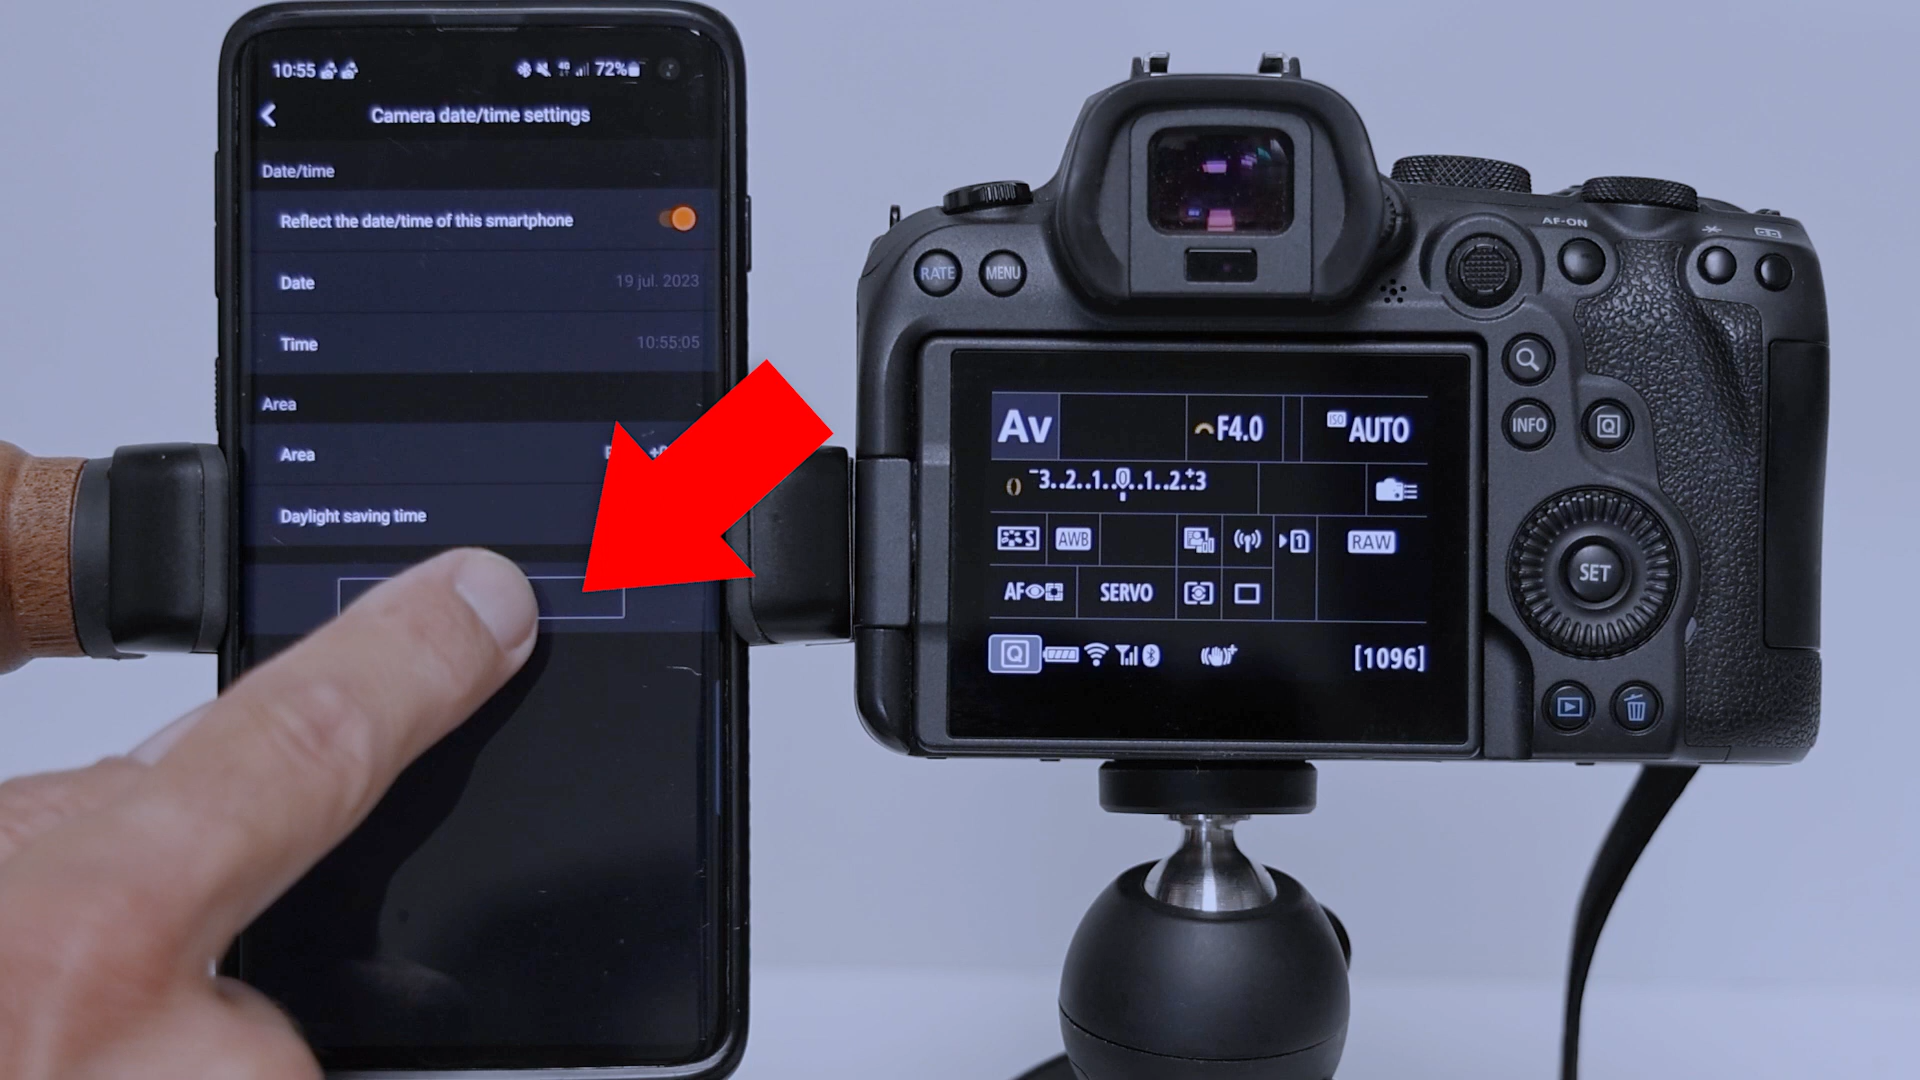 10:55
72%
Camera date/time settings
Date/time
Reflect the date/time of this smartphone
Date
19 jul. 2023
Time
10:55:05
Area
Area
Daylight saving time
RATE
MENU
AF-ON
INFO
Q
SET
Av
F4.0
ISO
AUTO
-3..2..1..0..1..2..+3
S
AWB
1
RAW
AF
SERVO
Q
[1096]